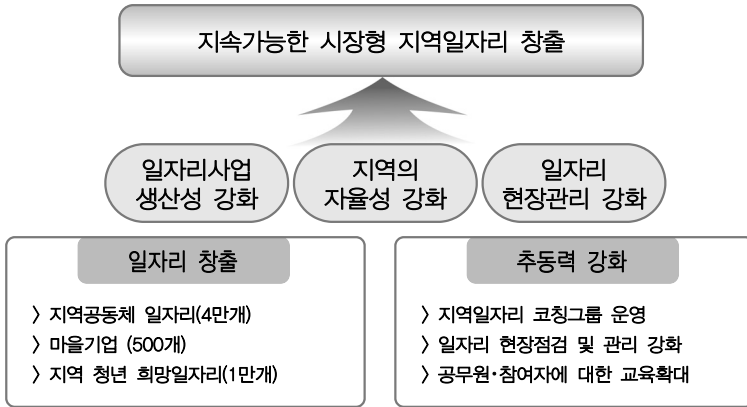 지속가능한 시장형 지역일자리 창출
일자리사업
생산성 강화
지역의
자율성 강화
일자리
현장관리 강화
일자리 창출
〉 지역공동체 일자리(4만개)
〉 마을기업 (500개)
〉 지역 청년 희망일자리(1만개)
추동력 강화
〉 지역일자리 코칭그룹 운영
〉 일자리 현장점검 및 관리 강화
〉 공무원·참여자에 대한 교육확대